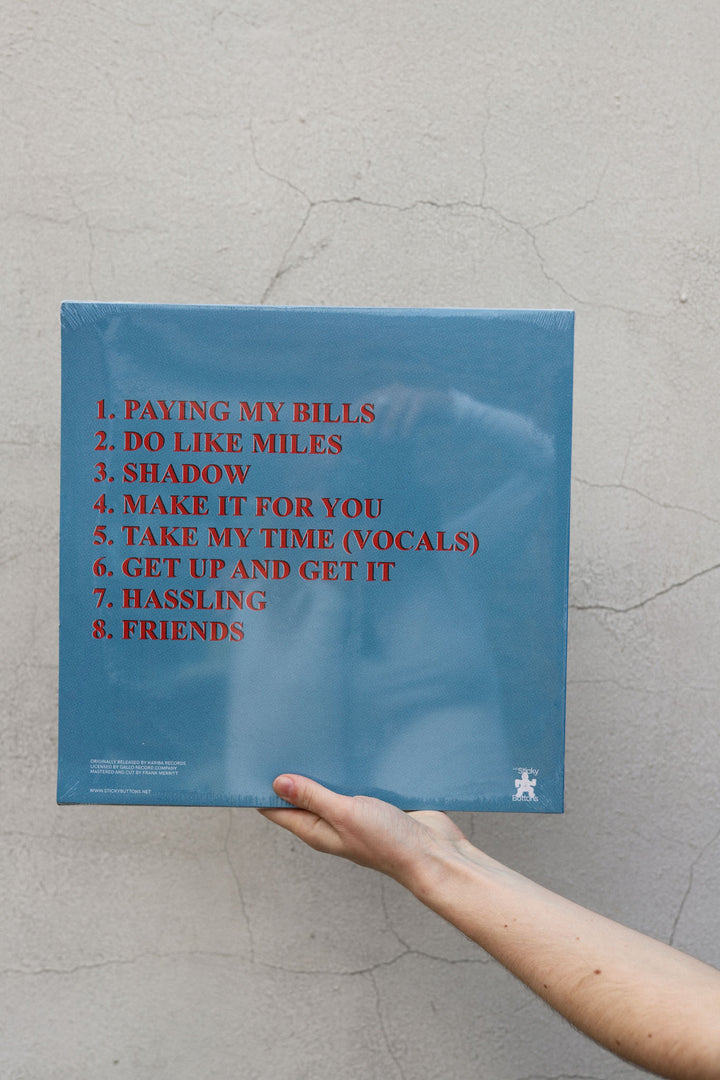 1. PAYING MY BILLS
2. DO LIKE MILES
3. SHADOW
4. MAKE IT FOR YOU
5. TAKE MY TIME (VOCALS)
6. GET UP AND GET IT
7. HASSLING
8. FRIENDS
ORIGINALLY RELEASED BY KARIBA RECORDS
LICENSED BY GALLO RECORD COMPANY
MASTERED AND CUT BY FRANK MERRITT
WWW.STICKYBUTTONS.NET
Sticky
Buttons